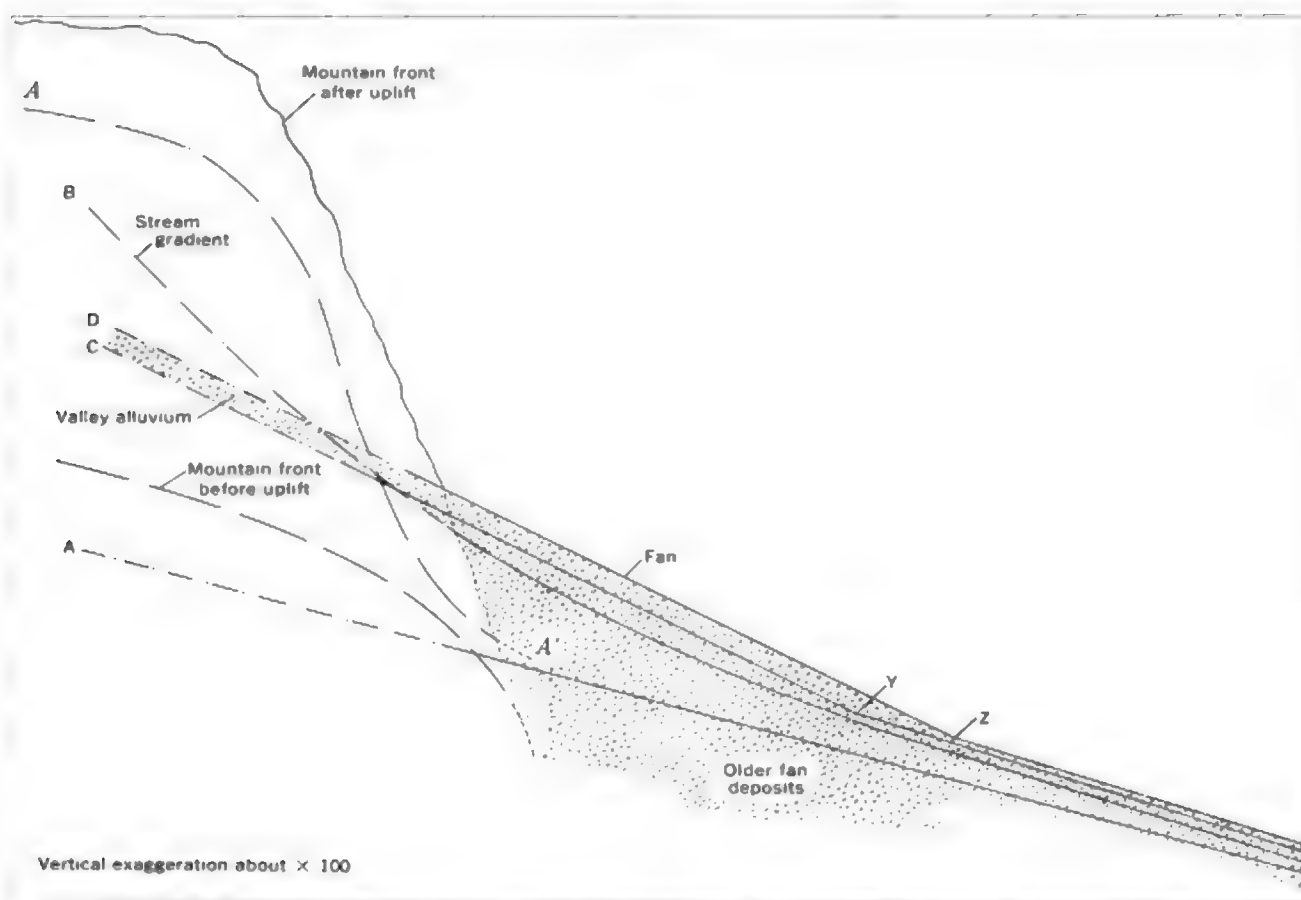 Mountain front
after uplift
A
B
Stream
gradient
D
C
Valley alluvium
Mountain front
before uplift
A
Fan
A'
Y
Z
Older fan
deposits
Vertical exaggeration about × 100